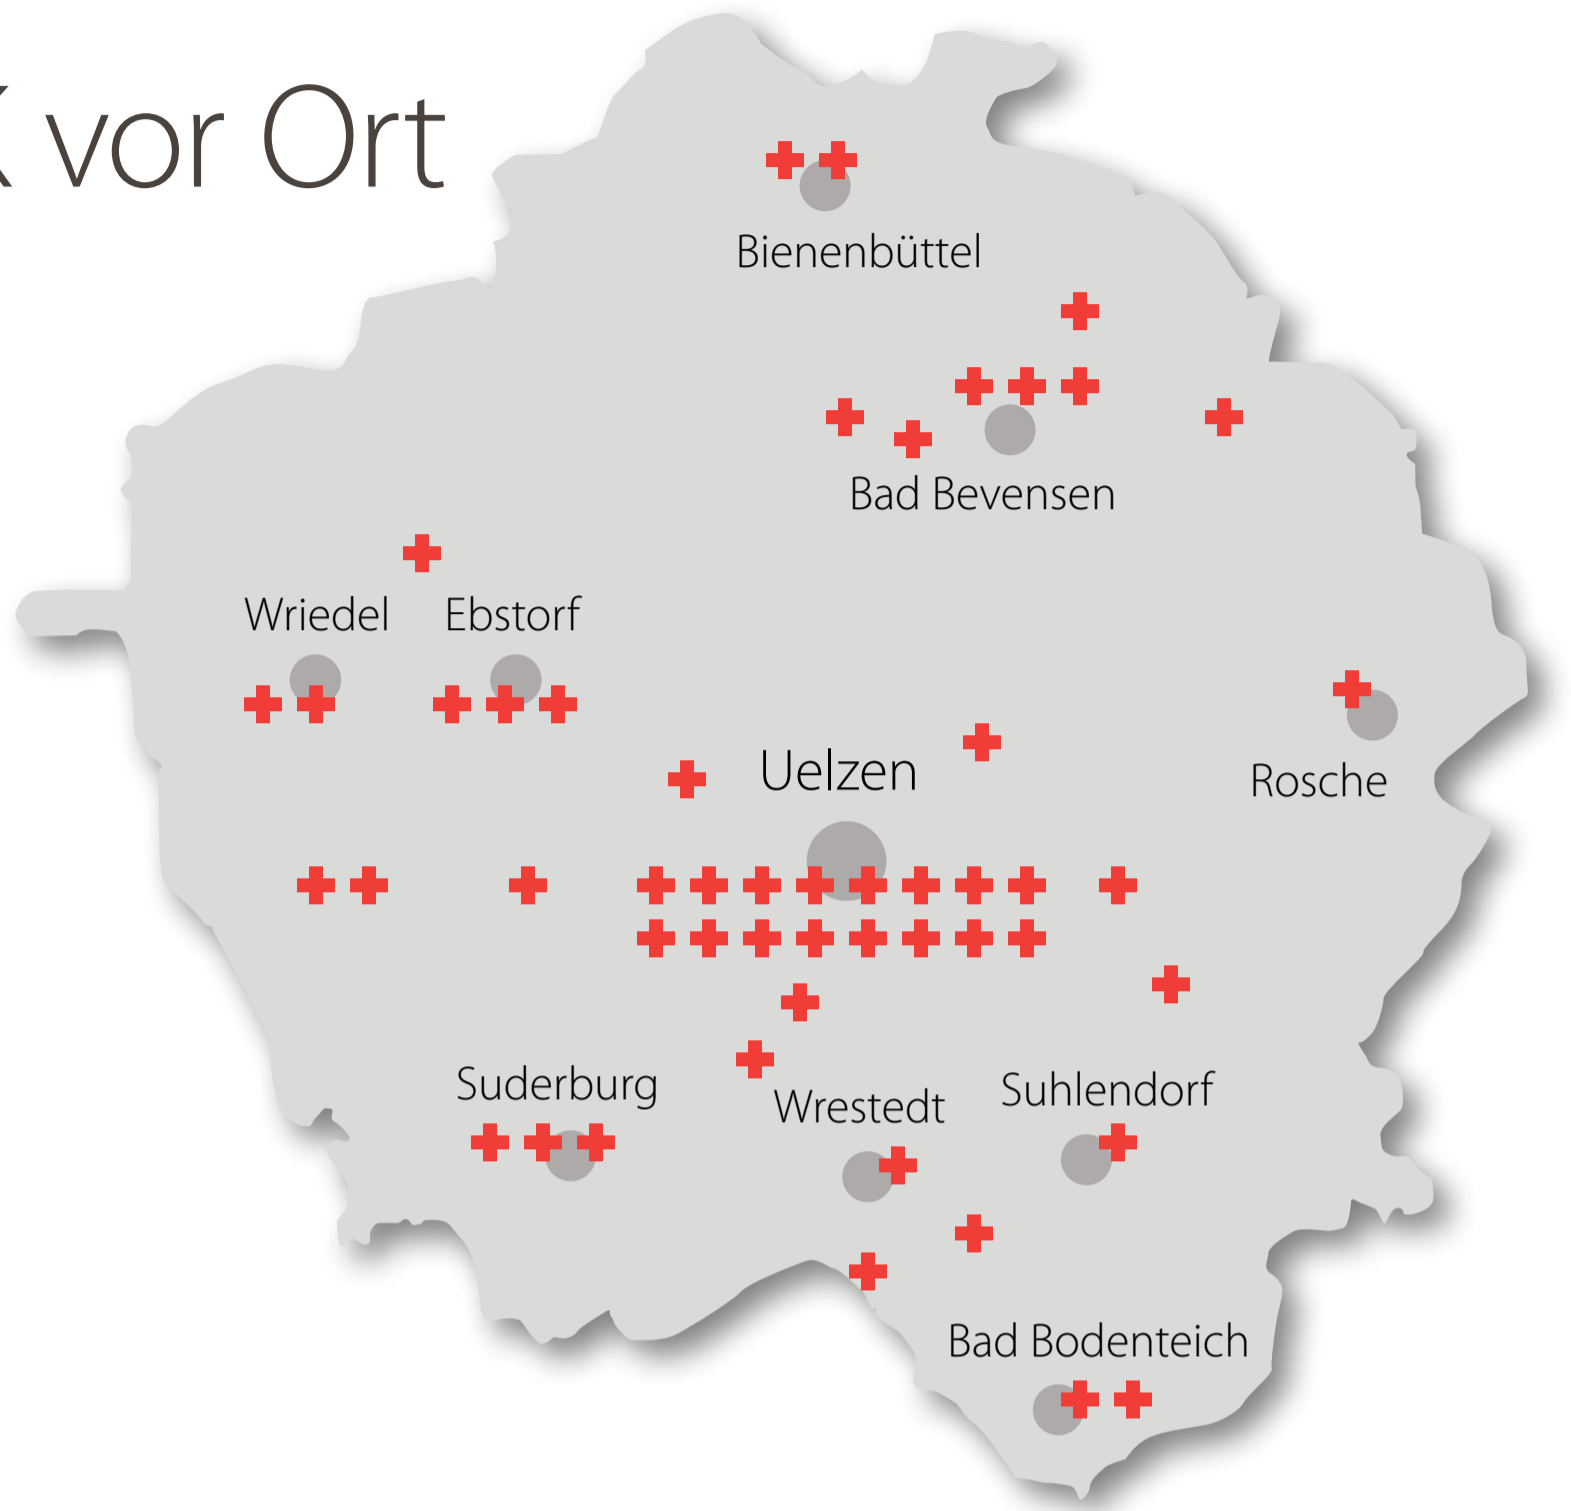 vor Ort
Bienenbüttel
Bad Bevensen
Wriedel
Ebstorf
Uelzen
Rosche
Suderburg
Wrestedt
Suhlendorf
Bad Bodenteich